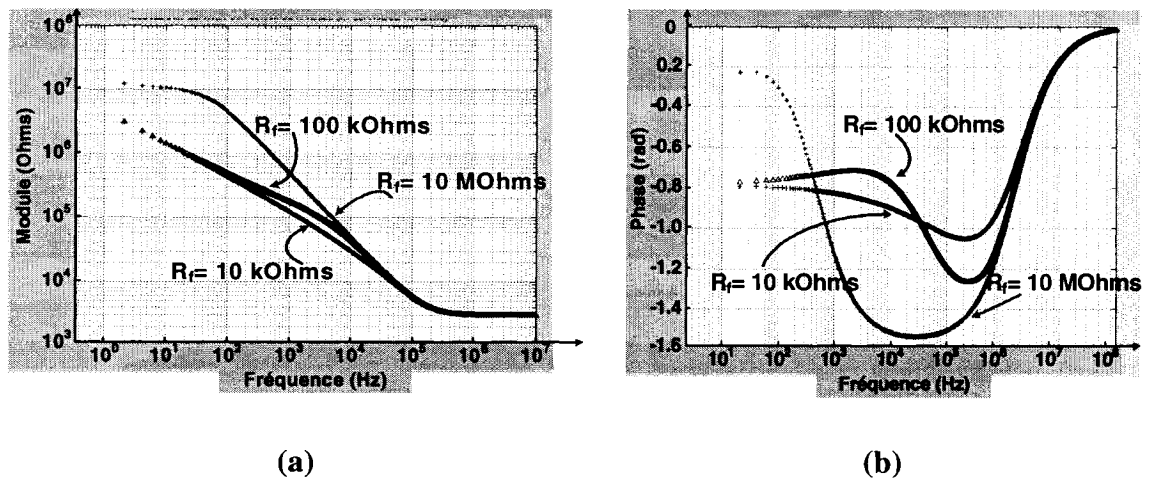 10⁸
10⁷
10⁶
10⁵
10⁴
10³
Module (Ohms)
R_f= 100 kOhms
R_f= 10 MOhms
R_f= 10 kOhms
10⁰ 10¹ 10² 10³ 10⁴ 10⁵ 10⁶ 10⁷
Fréquence (Hz)
(a)
0
-0.2
-0.4
-0.6
-0.8
-1.0
-1.2
-1.4
-1.6
Phase (rad)
R_f= 100 kOhms
R_f= 10 kOhms
R_f= 10 MOhms
10¹ 10² 10³ 10⁴ 10⁵ 10⁶ 10⁷ 10⁸
Fréquence (Hz)
(b)